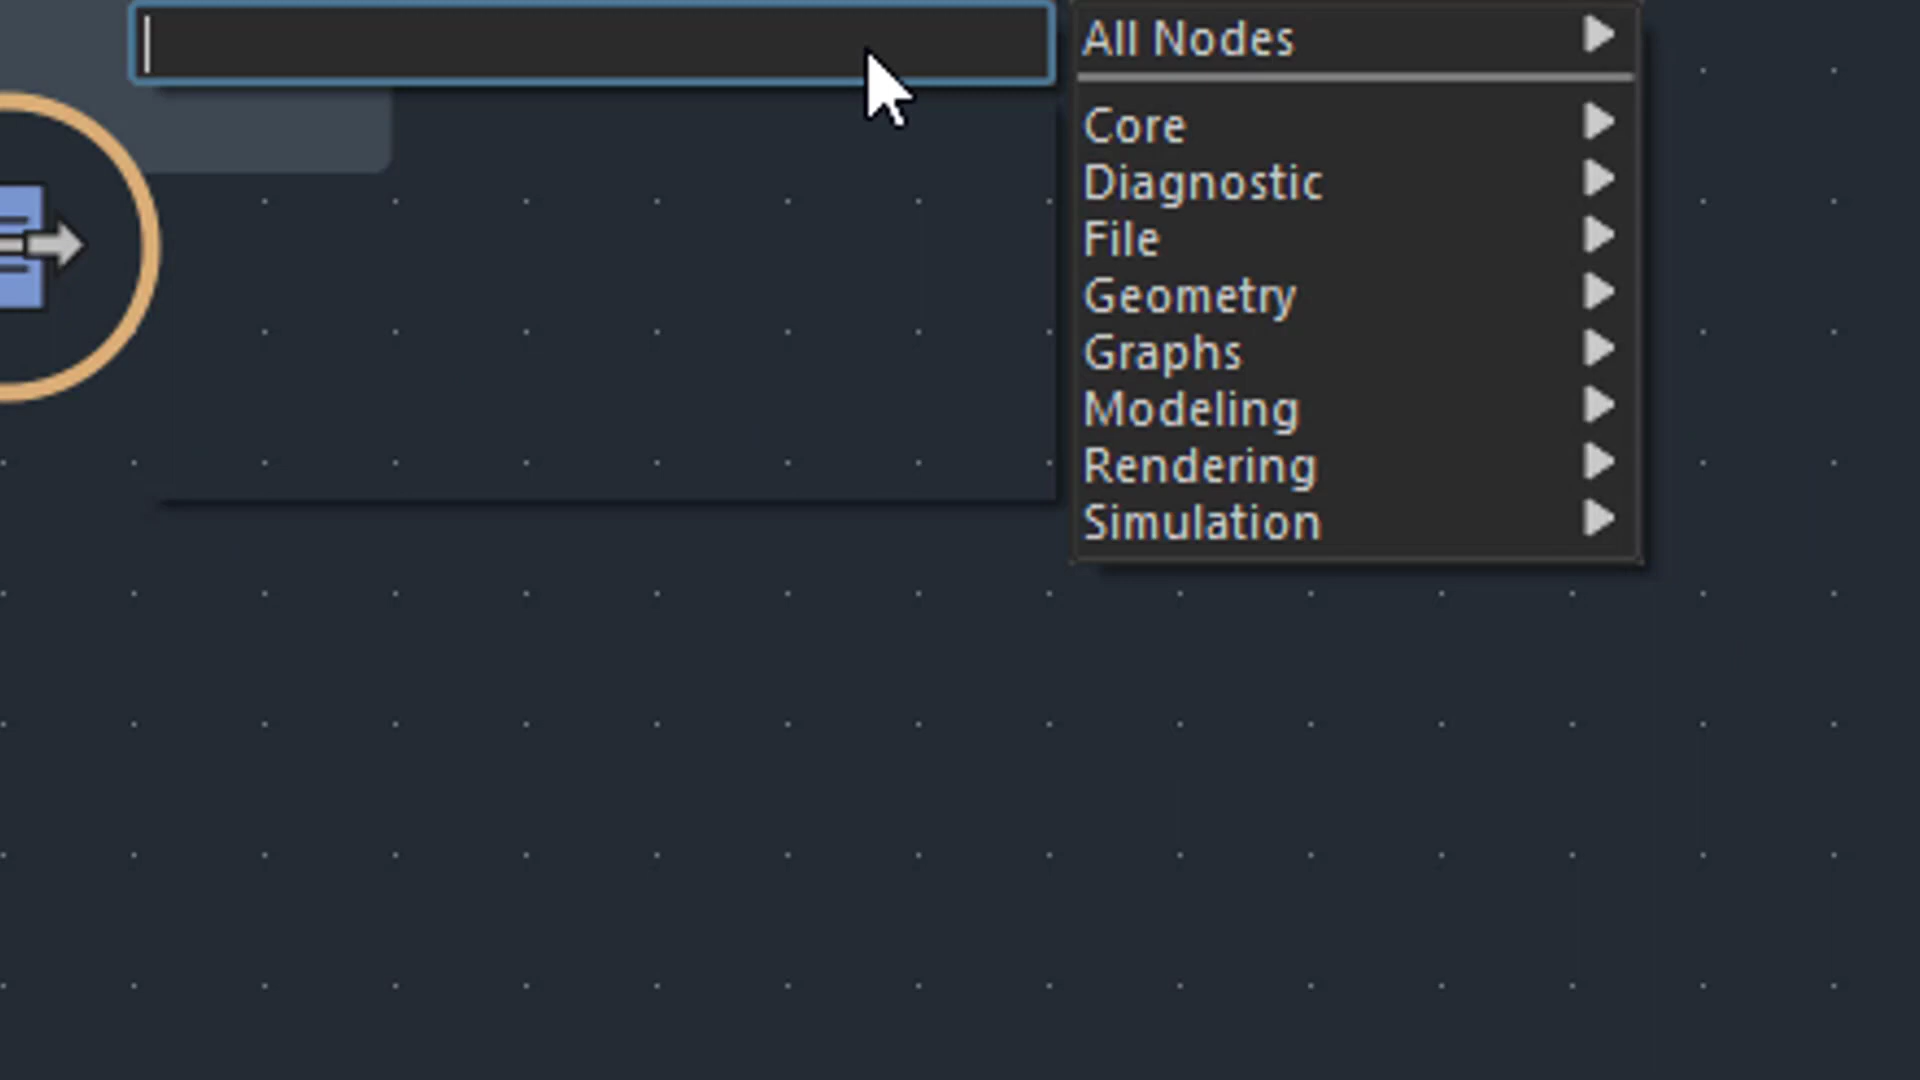 All Nodes
Core
Diagnostic
File
Geometry
Graphs
Modeling
Rendering
Simulation